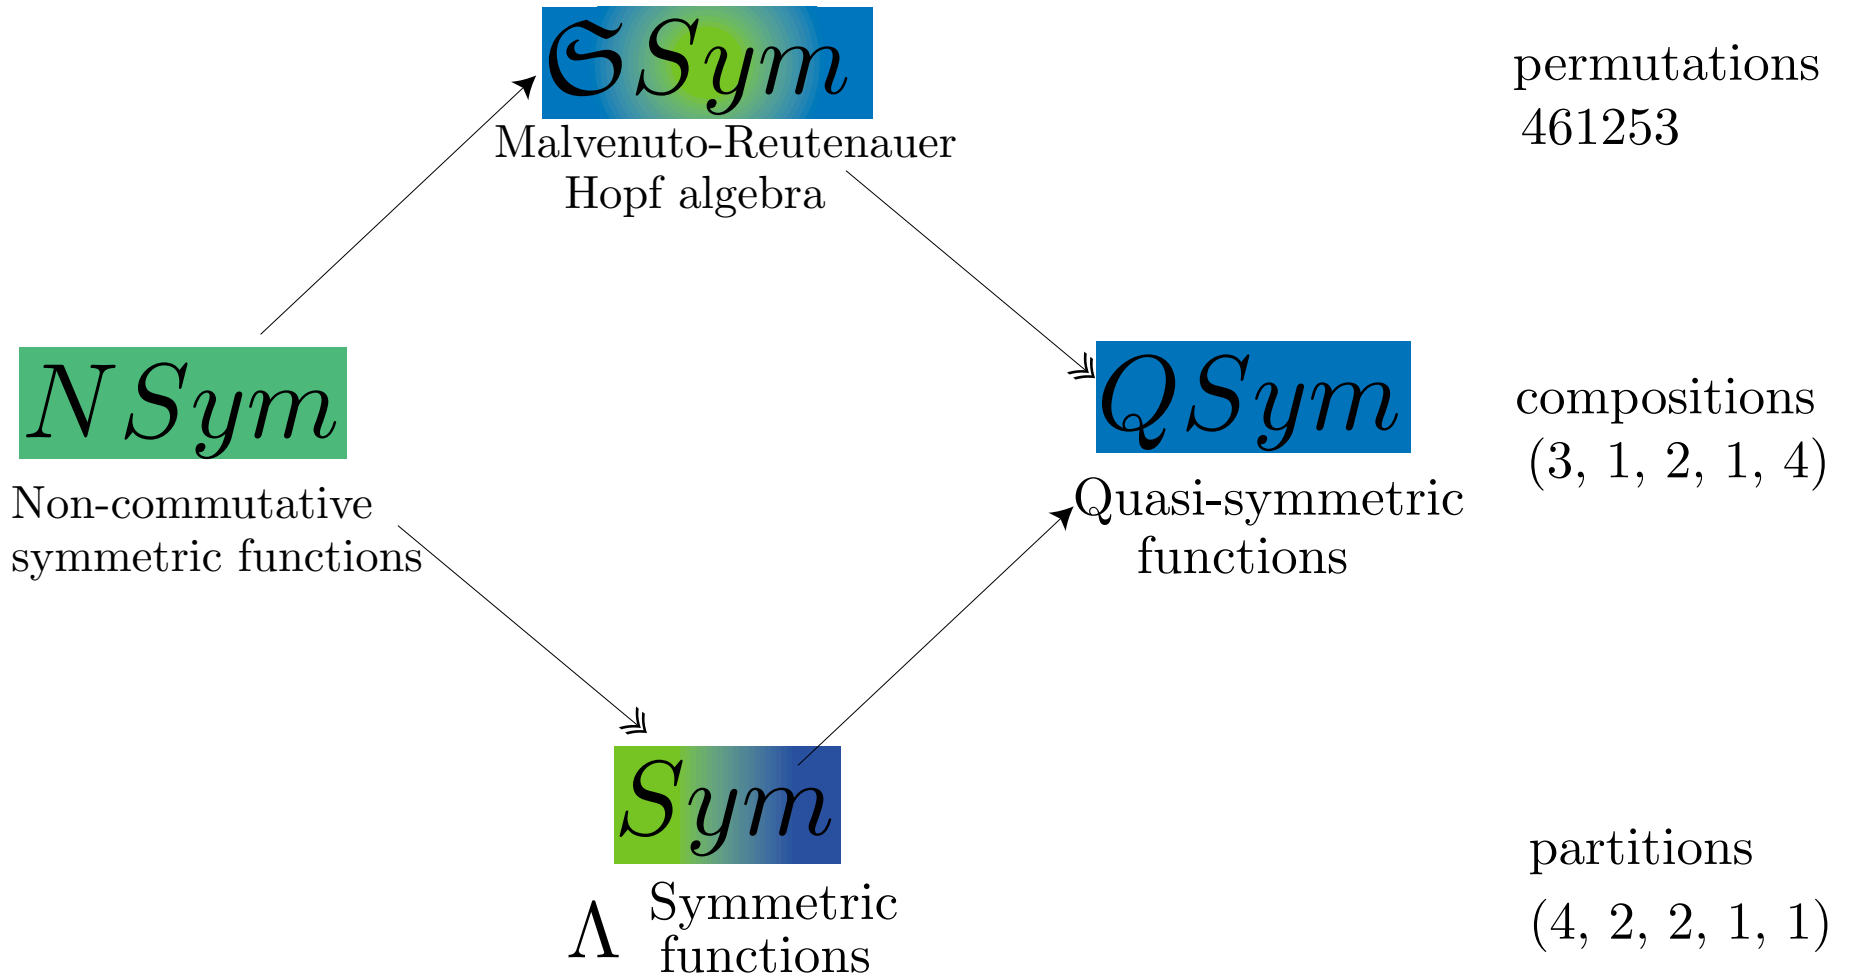 𝔖Sym
Malvenuto-Reutenauer
Hopf algebra
permutations
461253
NSym
Non-commutative
symmetric functions
QSym
Quasi-symmetric
functions
compositions
(3, 1, 2, 1, 4)
Sym
Λ Symmetric
functions
partitions
(4, 2, 2, 1, 1)